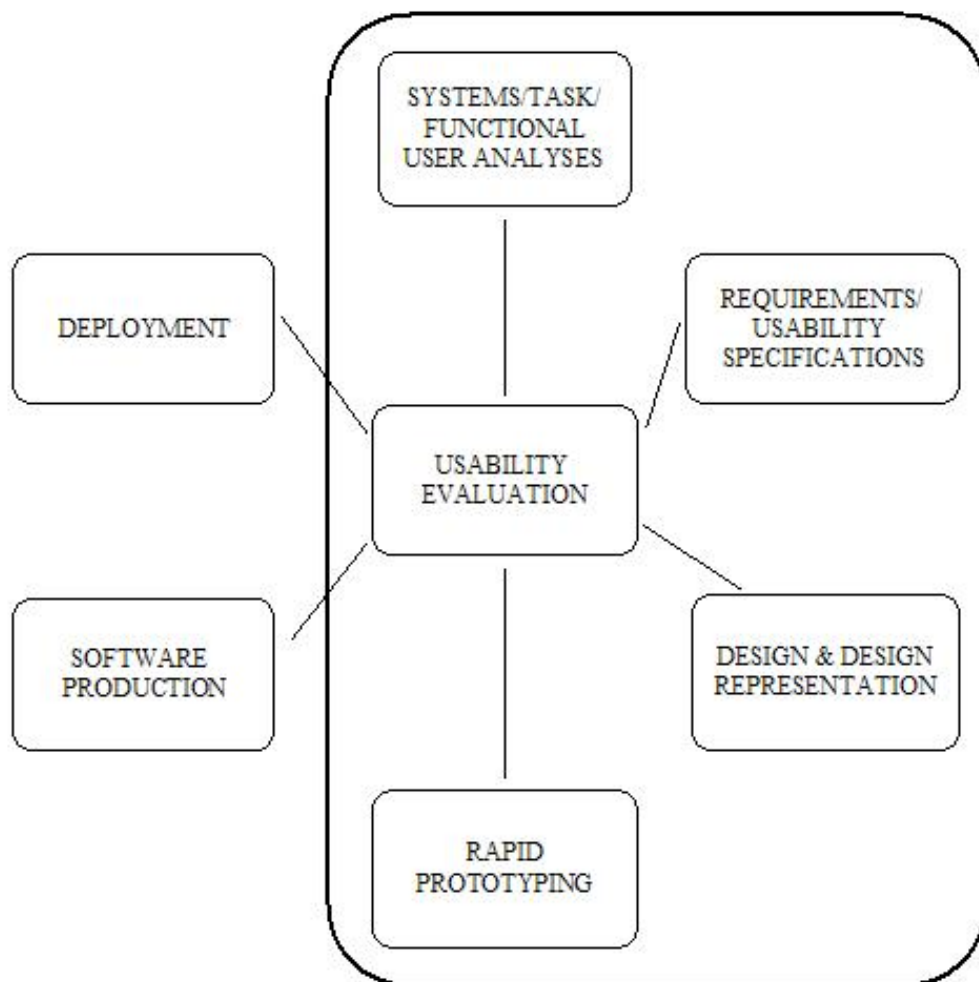 SYSTEMS/TASK/
FUNCTIONAL
USER ANALYSES
DEPLOYMENT
REQUIREMENTS/
USABILITY
SPECIFICATIONS
USABILITY
EVALUATION
SOFTWARE
PRODUCTION
DESIGN & DESIGN
REPRESENTATION
RAPID
PROTOTYPING